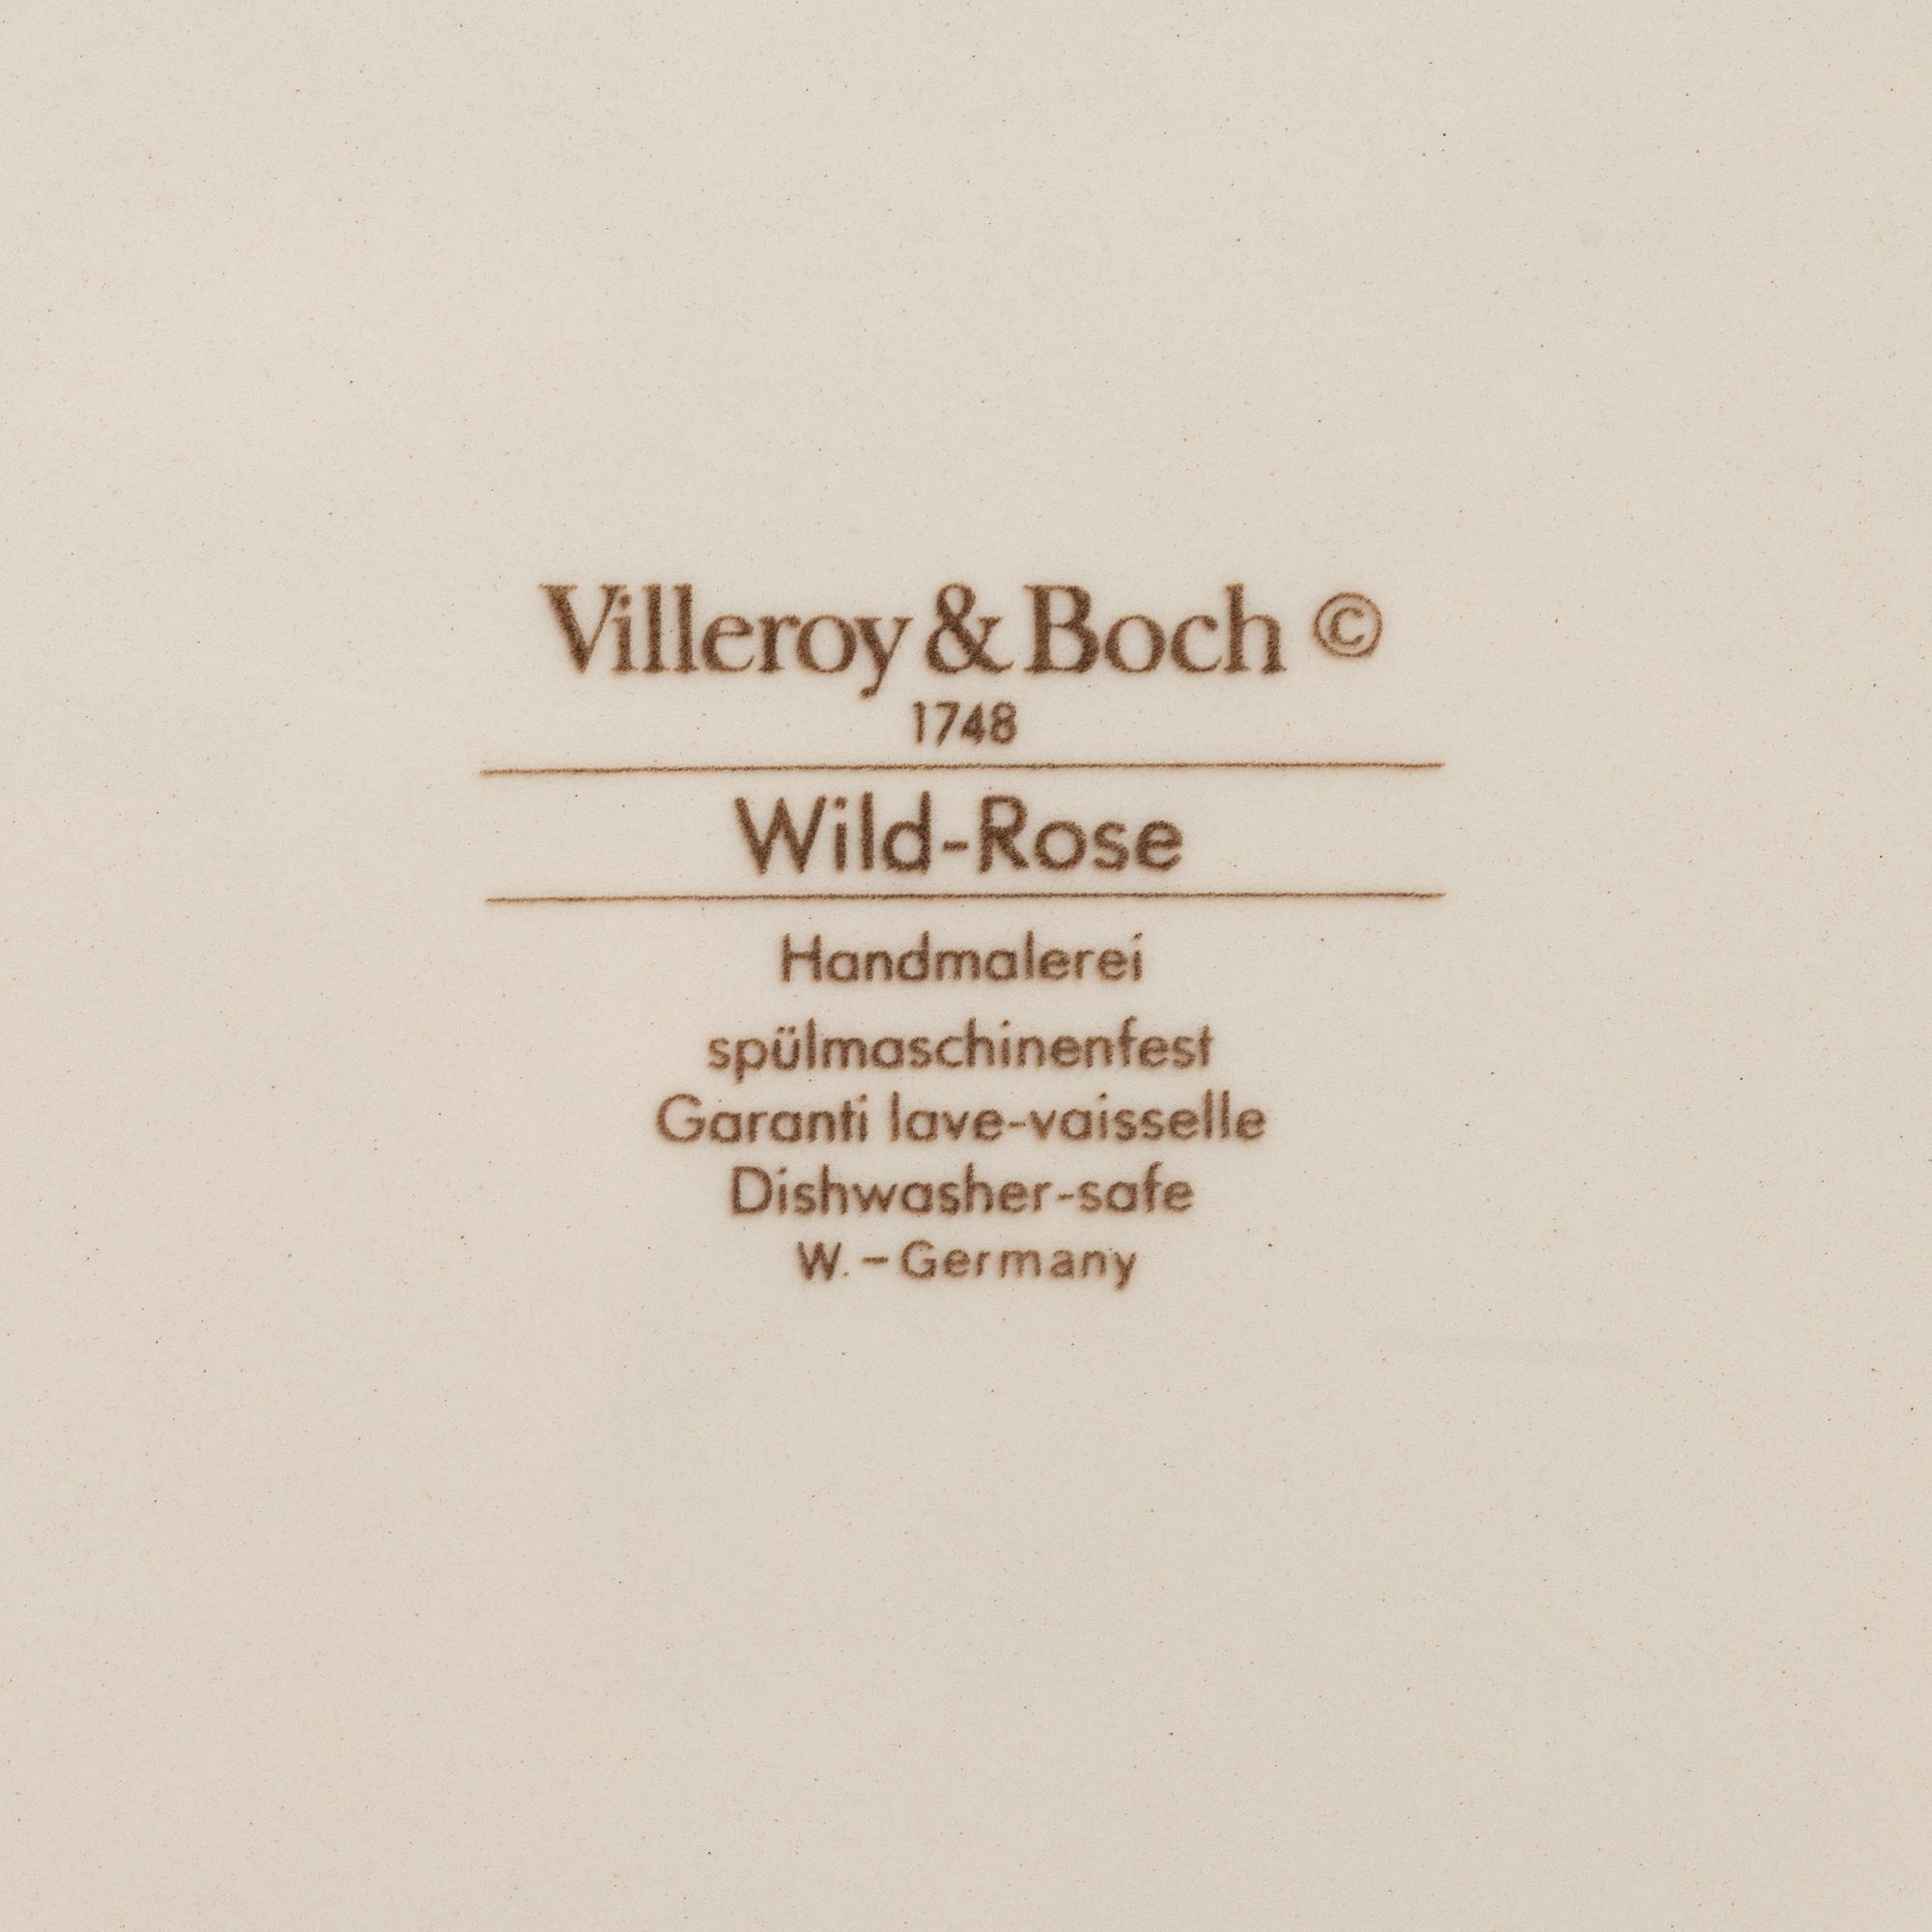 Villeroy & Boch ©
1748
Wild-Rose
Handmalerei
spülmaschinenfest
Garanti lave-vaisselle
Dishwasher-safe
W.-Germany